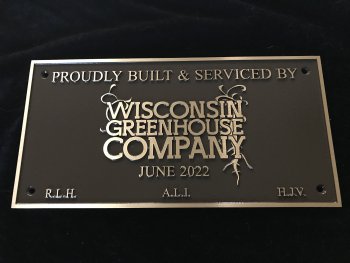 PROUDLY BUILT & SERVICED BY
WISCONSIN
GREENHOUSE
COMPANY
JUNE 2022
R.L.H. A.L.I. H.J.V.